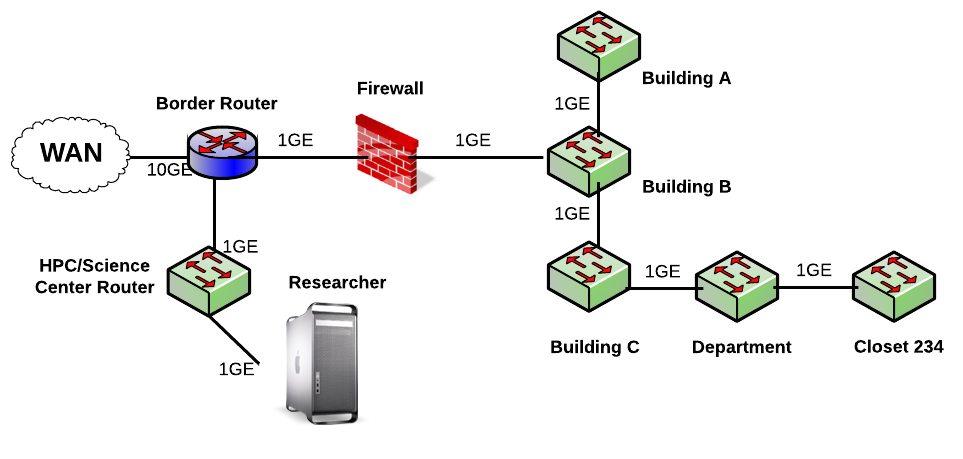 Building A
Firewall
Border Router
1GE
1GE
1GE
WAN
10GE
Building B
1GE
1GE
HPC/Science
Center Router
Researcher
1GE
1GE
1GE
Building C
Department
Closet 234